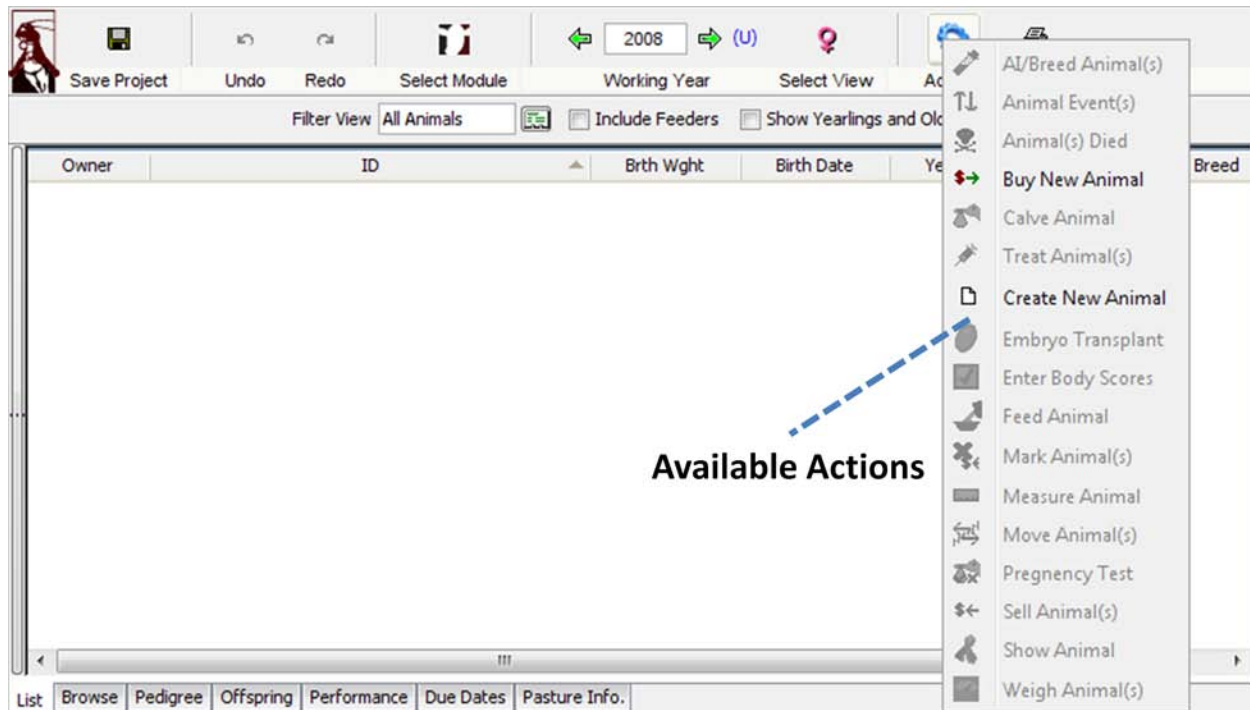 2008
(U)
Save Project
Undo
Redo
Select Module
Working Year
Select View
Filter View
All Animals
Include Feeders
Show Yearlings and
Owner
ID
Brth Wght
Birth Date
Breed
AI/Breed Animal(s)
Animal Event(s)
Animal(s) Died
Buy New Animal
Calve Animal
Treat Animal(s)
Create New Animal
Embryo Transplant
Enter Body Scores
Feed Animal
Mark Animal(s)
Measure Animal
Move Animal(s)
Pregnency Test
Sell Animal(s)
Show Animal
Weigh Animal(s)
Available Actions
List
Browse
Pedigree
Offspring
Performance
Due Dates
Pasture Info.